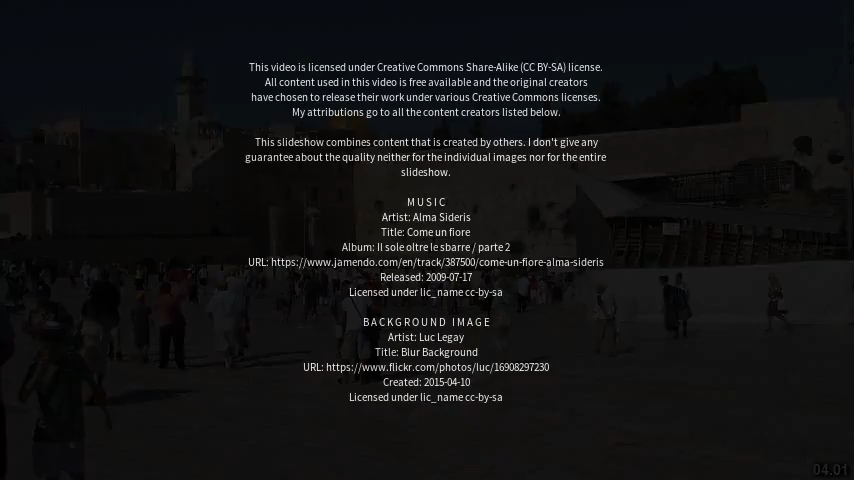 This video is licensed under Creative Commons Share-Alike (CC BY-SA) license.
All content used in this video is free available and the original creators
have chosen to release their work under various Creative Commons licenses.
My attributions go to all the content creators listed below.
This slideshow combines content that is created by others. I don't give any
guarantee about the quality neither for the individual images nor for the entire
slideshow.
MUSIC
Artist: Alma Sideris
Title: Come un fiore
Album: Il sole oltre le sbarre / parte 2
URL: https://www.jamendo.com/en/track/387500/come-un-fiore-alma-sideris
Released: 2009-07-17
Licensed under lic_name cc-by-sa
BACKGROUND IMAGE
Artist: Luc Legay
Title: Blur Background
URL: https://www.flickr.com/photos/luc/16908297230
Created: 2015-04-10
Licensed under lic_name cc-by-sa
04.01